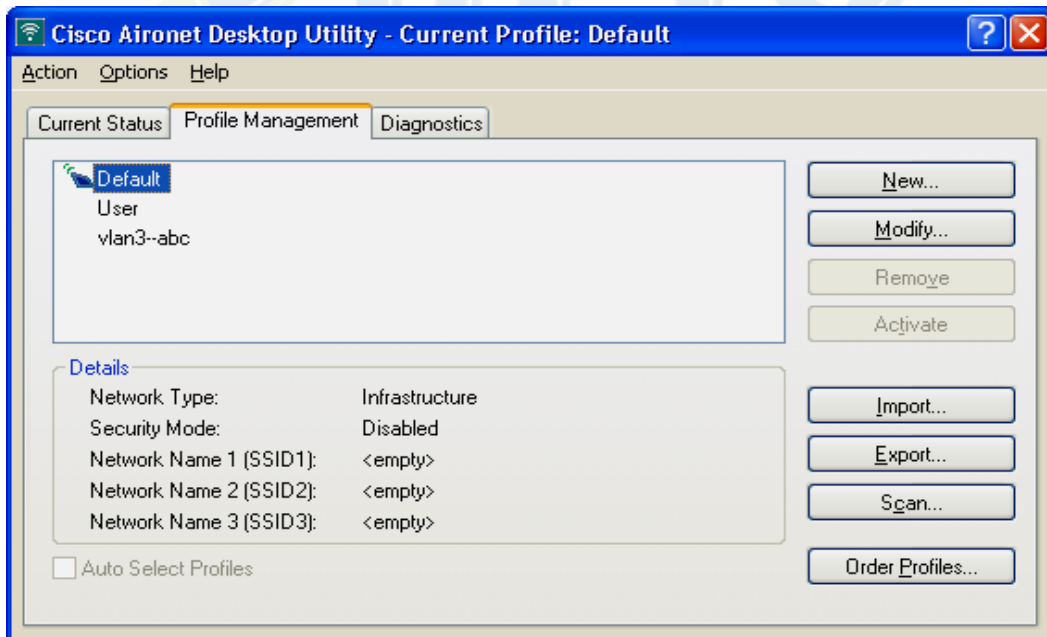 Cisco Aironet Desktop Utility - Current Profile: Default
Action Options Help
Current Status Profile Management Diagnostics
Default
User
vlan3--abc
New...
Modify...
Remove
Activate
Details
Network Type: Infrastructure
Security Mode: Disabled
Network Name 1 (SSID1): <empty>
Network Name 2 (SSID2): <empty>
Network Name 3 (SSID3): <empty>
Import...
Export...
Scan...
Auto Select Profiles
Order Profiles...